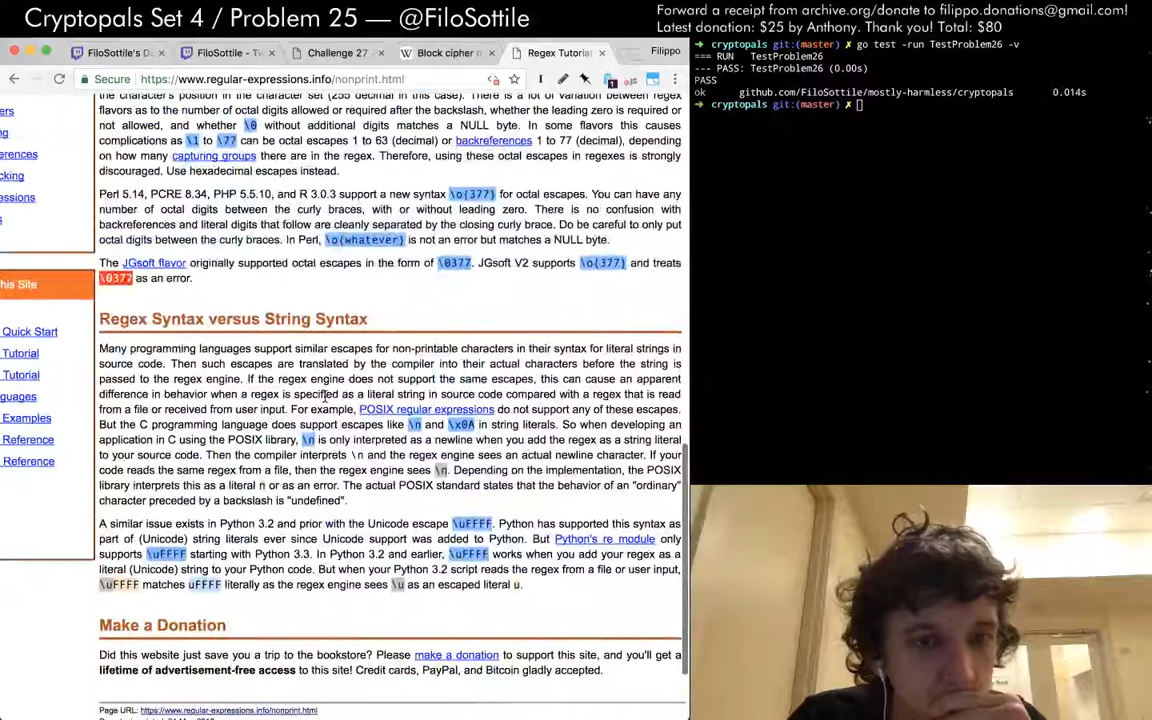 Cryptopals Set 4 / Problem 25 — @FiloSottile
Forward a receipt from archive.org/donate to filippo.donations@gmail.com!
Latest donation: $25 by Anthony. Thank you! Total: $80
FiloSottile's D
FiloSottile - Tw
Challenge 27
Block cipher m
Regex Tutorial
Filippo
Secure
https://www.regular-expressions.info/nonprint.html
the character's position in the character set (255 decimal in this case). There is a lot of variation between regex
flavors as to the number of octal digits allowed or required after the backslash, whether the leading zero is required or
not allowed, and whether \0 without additional digits matches a NULL byte. In some flavors this causes
complications as \1 to \77 can be octal escapes 1 to 63 (decimal) or backreferences 1 to 77 (decimal), depending
on how many capturing groups there are in the regex. Therefore, using these octal escapes in regexes is strongly
discouraged. Use hexadecimal escapes instead.
Perl 5.14, PCRE 8.34, PHP 5.5.10, and R 3.0.3 support a new syntax \o{377} for octal escapes. You can have any
number of octal digits between the curly braces, with or without leading zero. There is no confusion with
backreferences and literal digits that follow are cleanly separated by the closing curly brace. Do be careful to only put
octal digits between the curly braces. In Perl, \o{whatever} is not an error but matches a NULL byte.
The JGsoft flavor originally supported octal escapes in the form of \0377. JGsoft V2 supports \o{377} and treats
\0377 as an error.
Regex Syntax versus String Syntax
Many programming languages support similar escapes for non-printable characters in their syntax for literal strings in
source code. Then such escapes are translated by the compiler into their actual characters before the string is
passed to the regex engine. If the regex engine does not support the same escapes, this can cause an apparent
difference in behavior when a regex is specified as a literal string in source code compared with a regex that is read
from a file or received from user input. For example, POSIX regular expressions do not support any of these escapes.
But the C programming language does support escapes like \n and \x0A in string literals. So when developing an
application in C using the POSIX library, \n is only interpreted as a newline when you add the regex as a string literal
to your source code. Then the compiler interprets \n and the regex engine sees an actual newline character. If your
code reads the same regex from a file, then the regex engine sees \n. Depending on the implementation, the POSIX
library interprets this as a literal n or as an error. The actual POSIX standard states that the behavior of an "ordinary"
character preceded by a backslash is "undefined".
A similar issue exists in Python 3.2 and prior with the Unicode escape \uFFFF. Python has supported this syntax as
part of (Unicode) string literals ever since Unicode support was added to Python. But Python's re module only
supports \uFFFF starting with Python 3.3. In Python 3.2 and earlier, \uFFFF works when you add your regex as a
literal (Unicode) string to your Python code. But when your Python 3.2 script reads the regex from a file or user input,
\uFFFF matches uFFFF literally as the regex engine sees \u as an escaped literal u.
Make a Donation
Did this website just save you a trip to the bookstore? Please make a donation to support this site, and you'll get a
lifetime of advertisement-free access to this site! Credit cards, PayPal, and Bitcoin gladly accepted.
Page URL: https://www.regular-expressions.info/nonprint.html
ers
ng
erences
cking
essions
s
his Site
Quick Start
Tutorial
Tutorial
guages
Examples
Reference
Reference
➜ cryptopals git:(master) ✗ go test -run TestProblem26 -v
=== RUN TestProblem26
--- PASS: TestProblem26 (0.00s)
PASS
ok github.com/FiloSottile/mostly-harmless/cryptopals 0.014s
➜ cryptopals git:(master) ✗